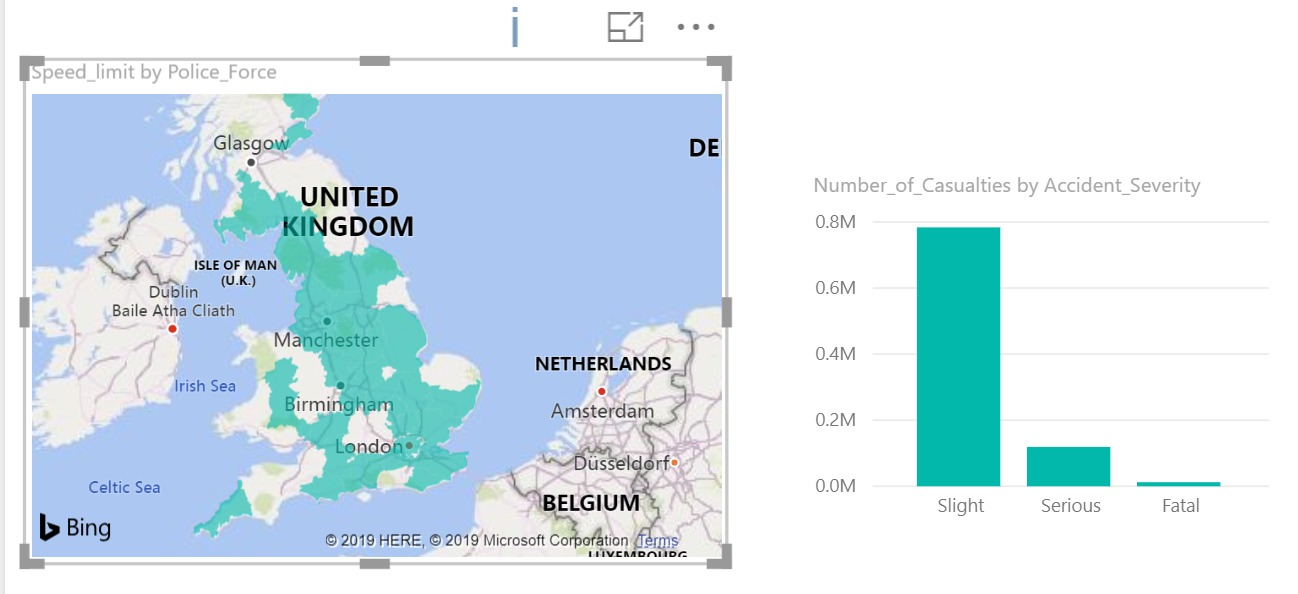 Speed_limit by Police_Force
Glasgow
DE
UNITED
KINGDOM
ISLE OF MAN
(U.K.)
Dublin
Baile Atha Cliath
Manchester
Irish Sea
NETHERLANDS
Birmingham
Amsterdam
London
Düsseldorf
Celtic Sea
BELGIUM
Bing
© 2019 HERE, © 2019 Microsoft Corporation Terms
LUXEMBOURG
Number_of_Casualties by Accident_Severity
0.8M
0.6M
0.4M
0.2M
0.0M
Slight Serious Fatal